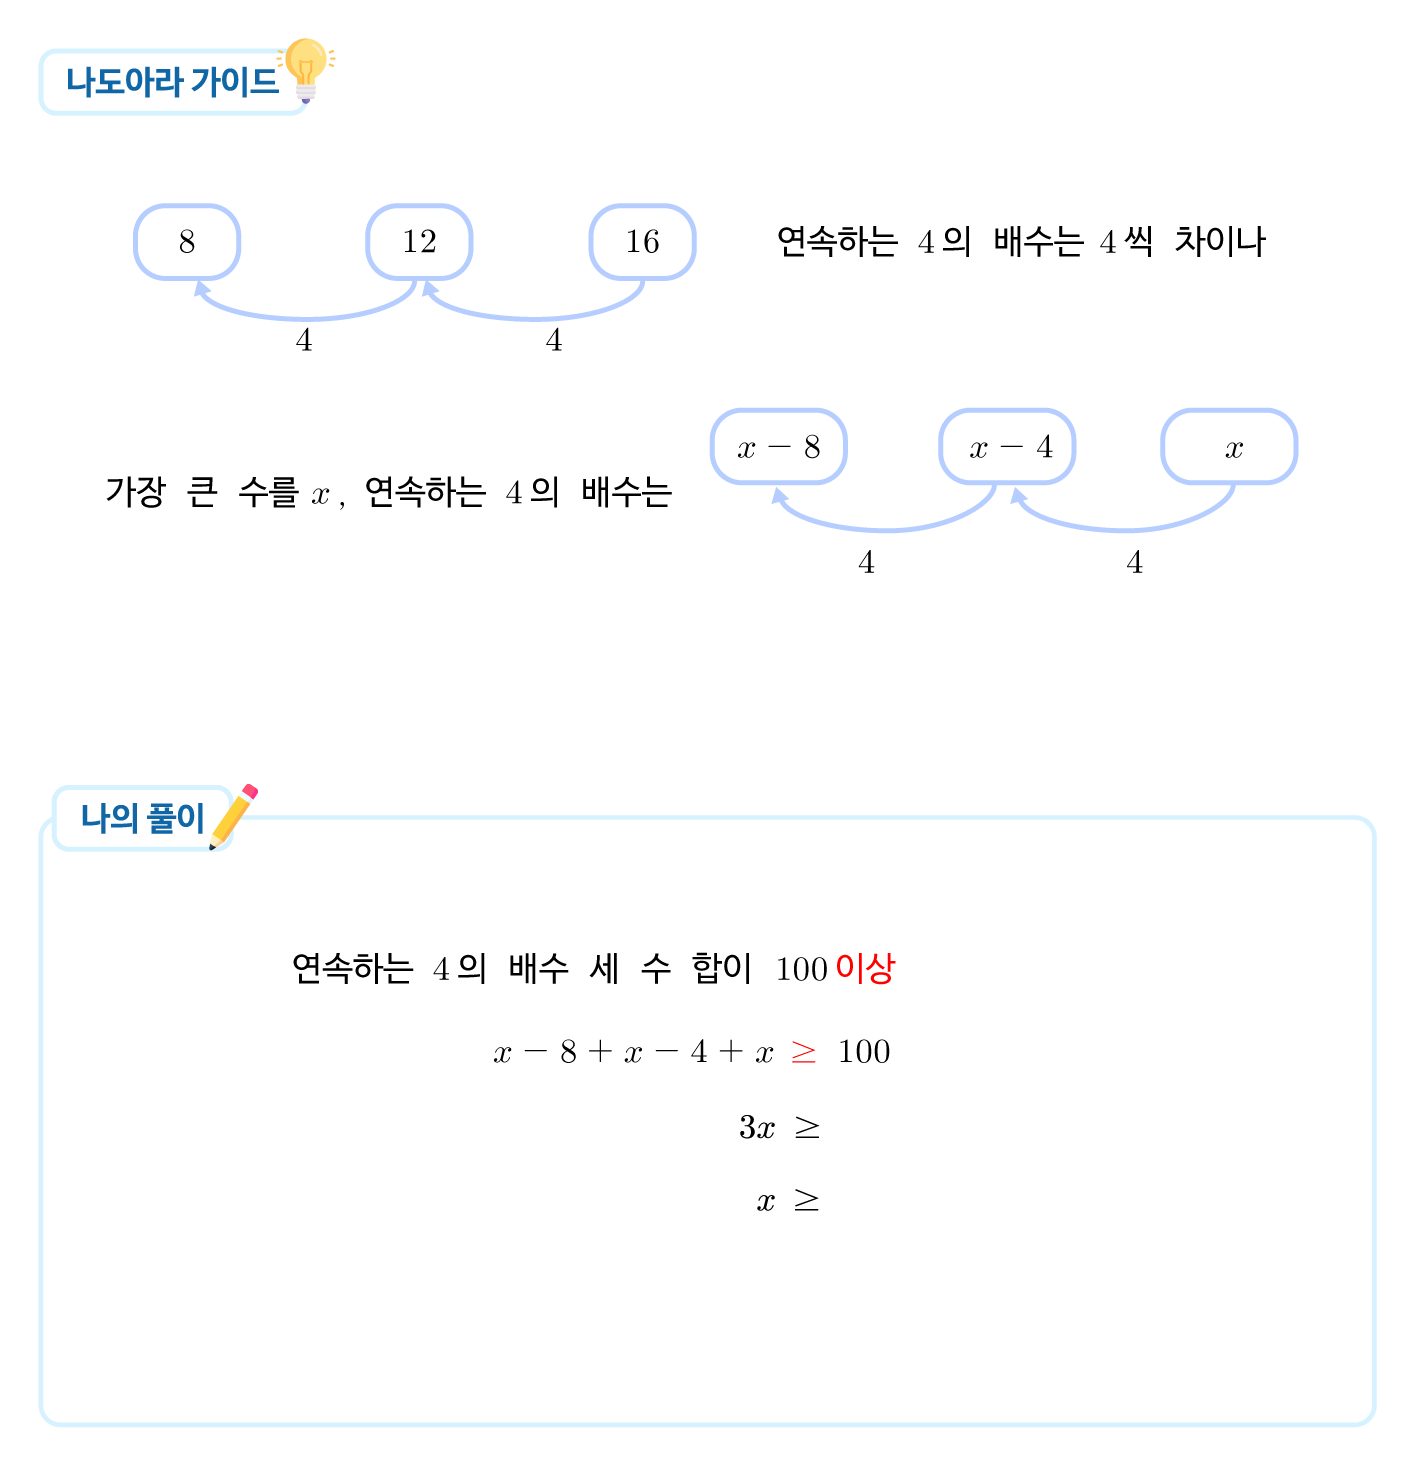 나도아라 가이드
8 12 16 연속하는 4의 배수는 4씩 차이나
4 4
x − 8 x − 4 x
가장 큰 수를 x, 연속하는 4의 배수는
4 4
나의 풀이
연속하는 4의 배수 세 수 합이 100 이상
x − 8 + x − 4 + x ≥ 100
3x ≥
x ≥